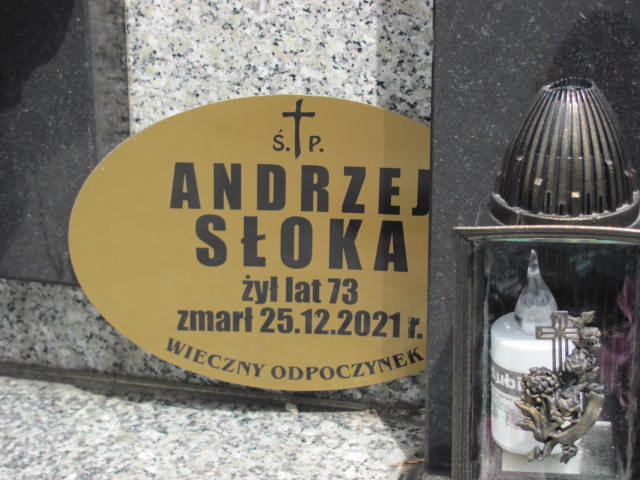 Ś. P.
ANDRZEJ
SŁOKA
żył lat 73
zmarł 25.12.2021 r.
WIECZNY ODPOCZYNEK